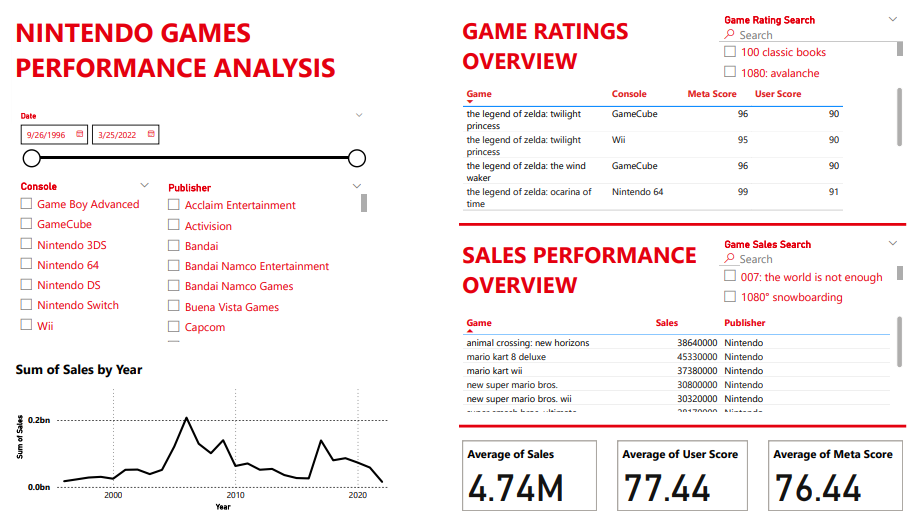 NINTENDO GAMES
PERFORMANCE ANALYSIS
Date
9/26/1996
3/25/2022
Console
Game Boy Advanced
GameCube
Nintendo 3DS
Nintendo 64
Nintendo DS
Nintendo Switch
Wii
Publisher
Acclaim Entertainment
Activision
Bandai
Bandai Namco Entertainment
Bandai Namco Games
Buena Vista Games
Capcom
Sum of Sales by Year
Sum of Sales
0.2bn
0.0bn
2000 2010 2020
Year
GAME RATINGS
OVERVIEW
Game Rating Search
Search
100 classic books
1080: avalanche
Game Console Meta Score User Score
the legend of zelda: twilight
princess GameCube 96 90
the legend of zelda: twilight
princess Wii 95 90
the legend of zelda: the wind
waker GameCube 96 90
the legend of zelda: ocarina of
time Nintendo 64 99 91
SALES PERFORMANCE
OVERVIEW
Game Sales Search
Search
007: the world is not enough
1080° snowboarding
Game Sales Publisher
animal crossing: new horizons 38640000 Nintendo
mario kart 8 deluxe 45330000 Nintendo
mario kart wii 37380000 Nintendo
new super mario bros. 30800000 Nintendo
new super mario bros. wii 30320000 Nintendo
Average of Sales
4.74M
Average of User Score
77.44
Average of Meta Score
76.44